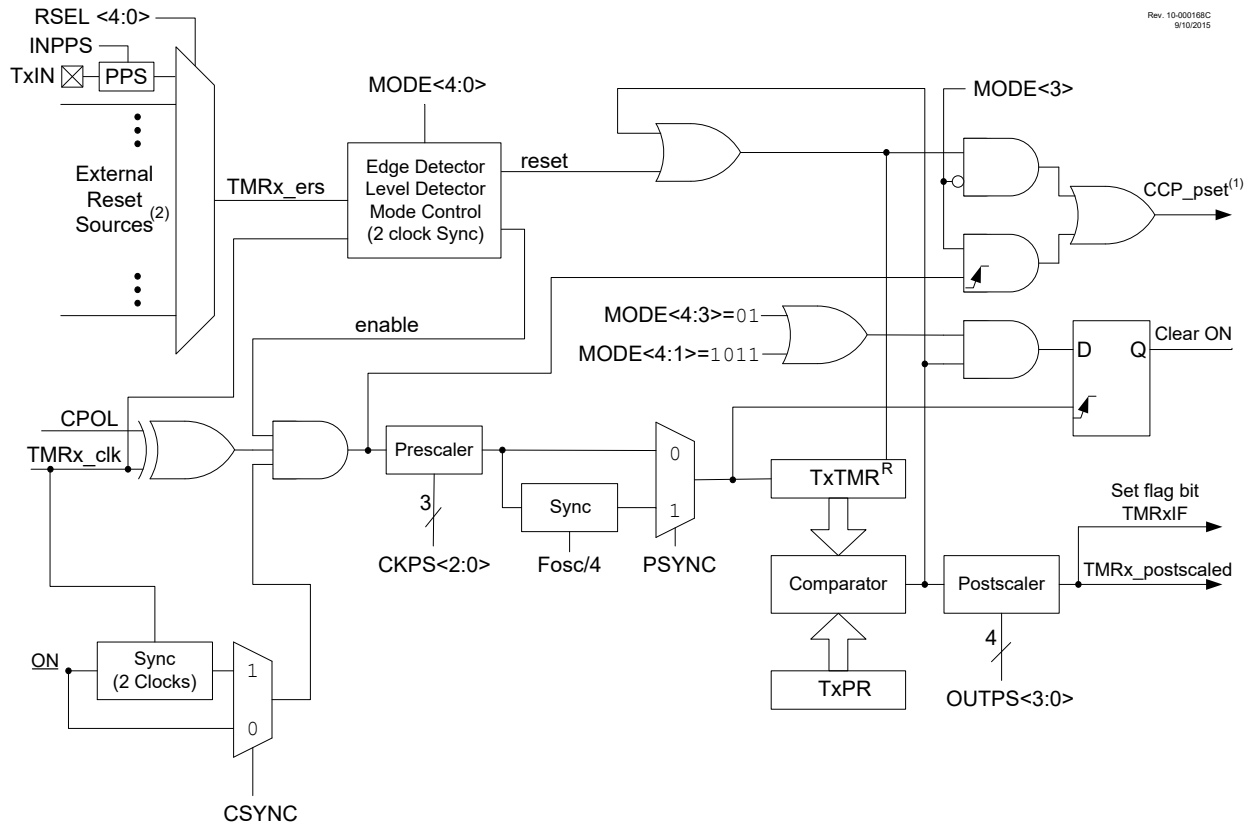 Rev. 10-000168C
9/10/2015
RSEL <4:0>
INPPS
TxIN
PPS
MODE<4:0>
MODE<3>
External
Reset
Sources(2)
TMRx_ers
Edge Detector
Level Detector
Mode Control
(2 clock Sync)
reset
CCP_pset(1)
enable
MODE<4:3>=01
MODE<4:1>=1011
D
Q
Clear ON
CPOL
TMRx_clk
Prescaler
3
CKPS<2:0>
Sync
Fosc/4
0
1
PSYNC
TxTMR
R
Set flag bit
TMRxIF
Comparator
Postscaler
TMRx_postscaled
4
OUTPS<3:0>
TxPR
ON
Sync
(2 Clocks)
1
0
CSYNC